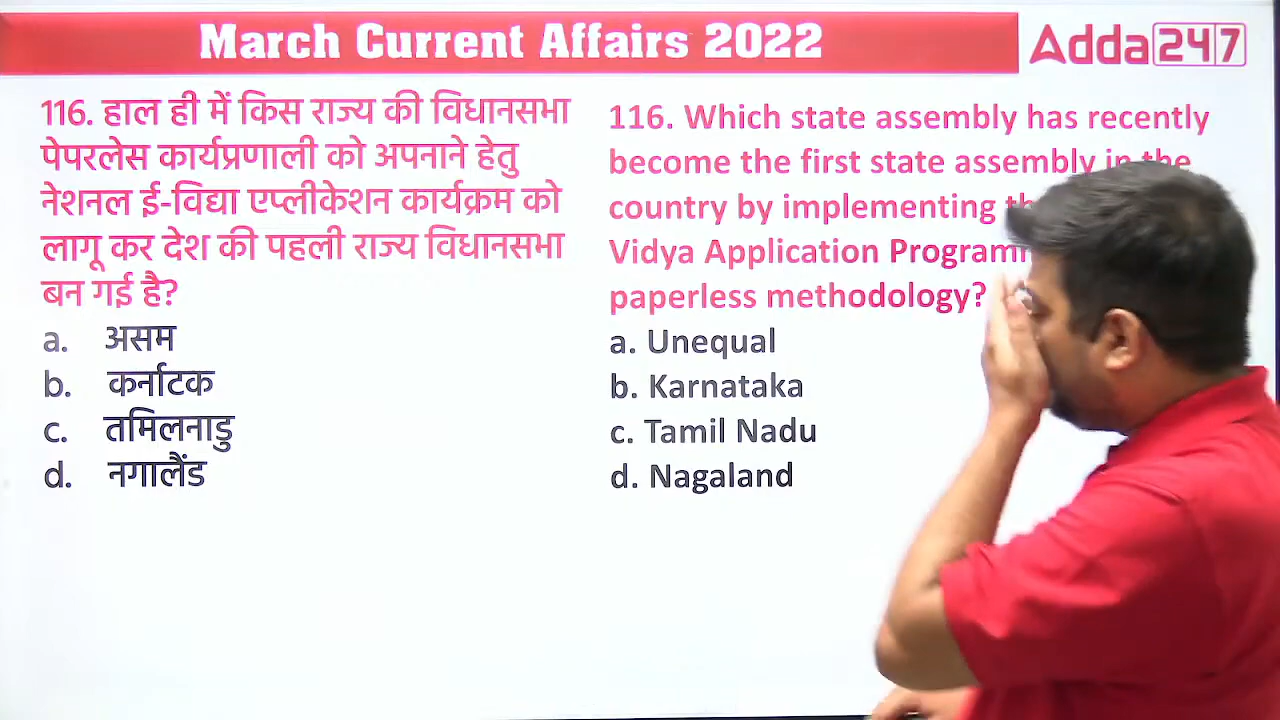 March Current Affairs 2022
Adda247
116. हाल ही में किस राज्य की विधानसभा
पेपरलेस कार्यप्रणाली को अपनाने हेतु
नेशनल ई-विद्या एप्लीकेशन कार्यक्रम को
लागू कर देश की पहली राज्य विधानसभा
बन गई है?
a. असम
b. कर्नाटक
c. तमिलनाडु
d. नगालैंड
116. Which state assembly has recently
become the first state assembly in the
country by implementing
Vidya Application
paperless methodology?
a. Unequal
b. Karnataka
c. Tamil Nadu
d. Nagaland